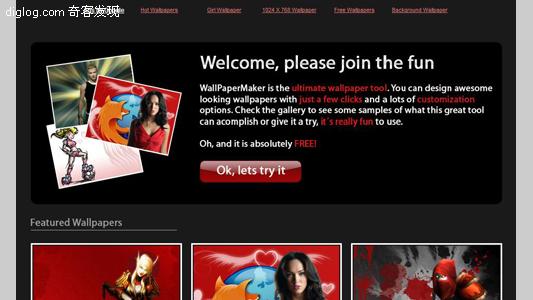 diglog.com 奇客发现
Hot Wallpapers
Girl Wallpaper
1024 X 768 Wallpaper
Free Wallpapers
Background Wallpaper
Welcome, please join the fun
WallPaperMaker is the ultimate wallpaper tool. You can design awesome
looking wallpapers with just a few clicks and a lots of customization
options. Check the gallery to see some samples of what this great tool
can acomplish or give it a try, it´s really fun to use.
Oh, and it is absolutely FREE!
Ok, lets try it
Featured Wallpapers